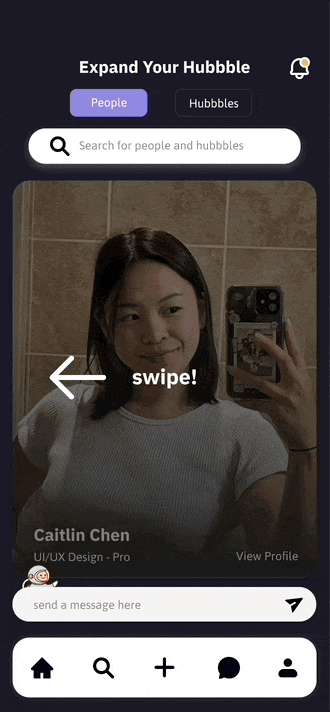 Expand Your Hubbble
People
Hubbbles
Search for people and hubbbles
swipe!
Caitlin Chen
UI/UX Design - Pro
View Profile
send a message here